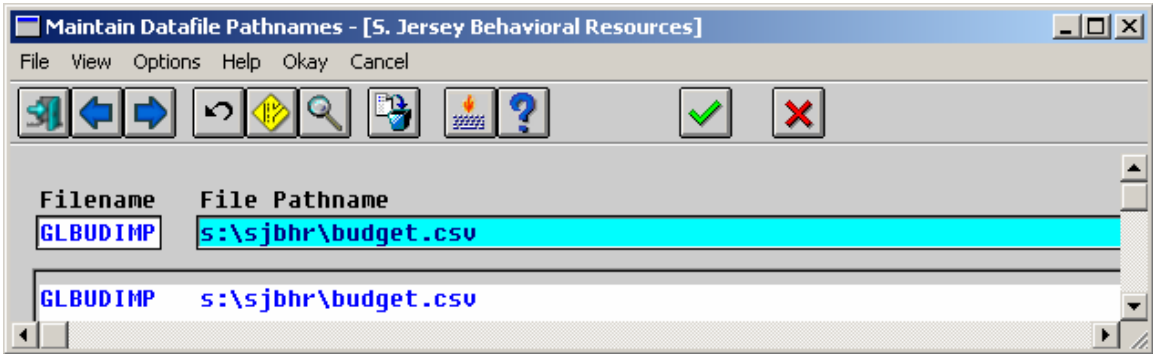 Maintain Datafile Pathnames - [S. Jersey Behavioral Resources]
File View Options Help Okay Cancel
Filename File Pathname
GLBUDIMP s:\sjbhr\budget.csv
GLBUDIMP s:\sjbhr\budget.csv